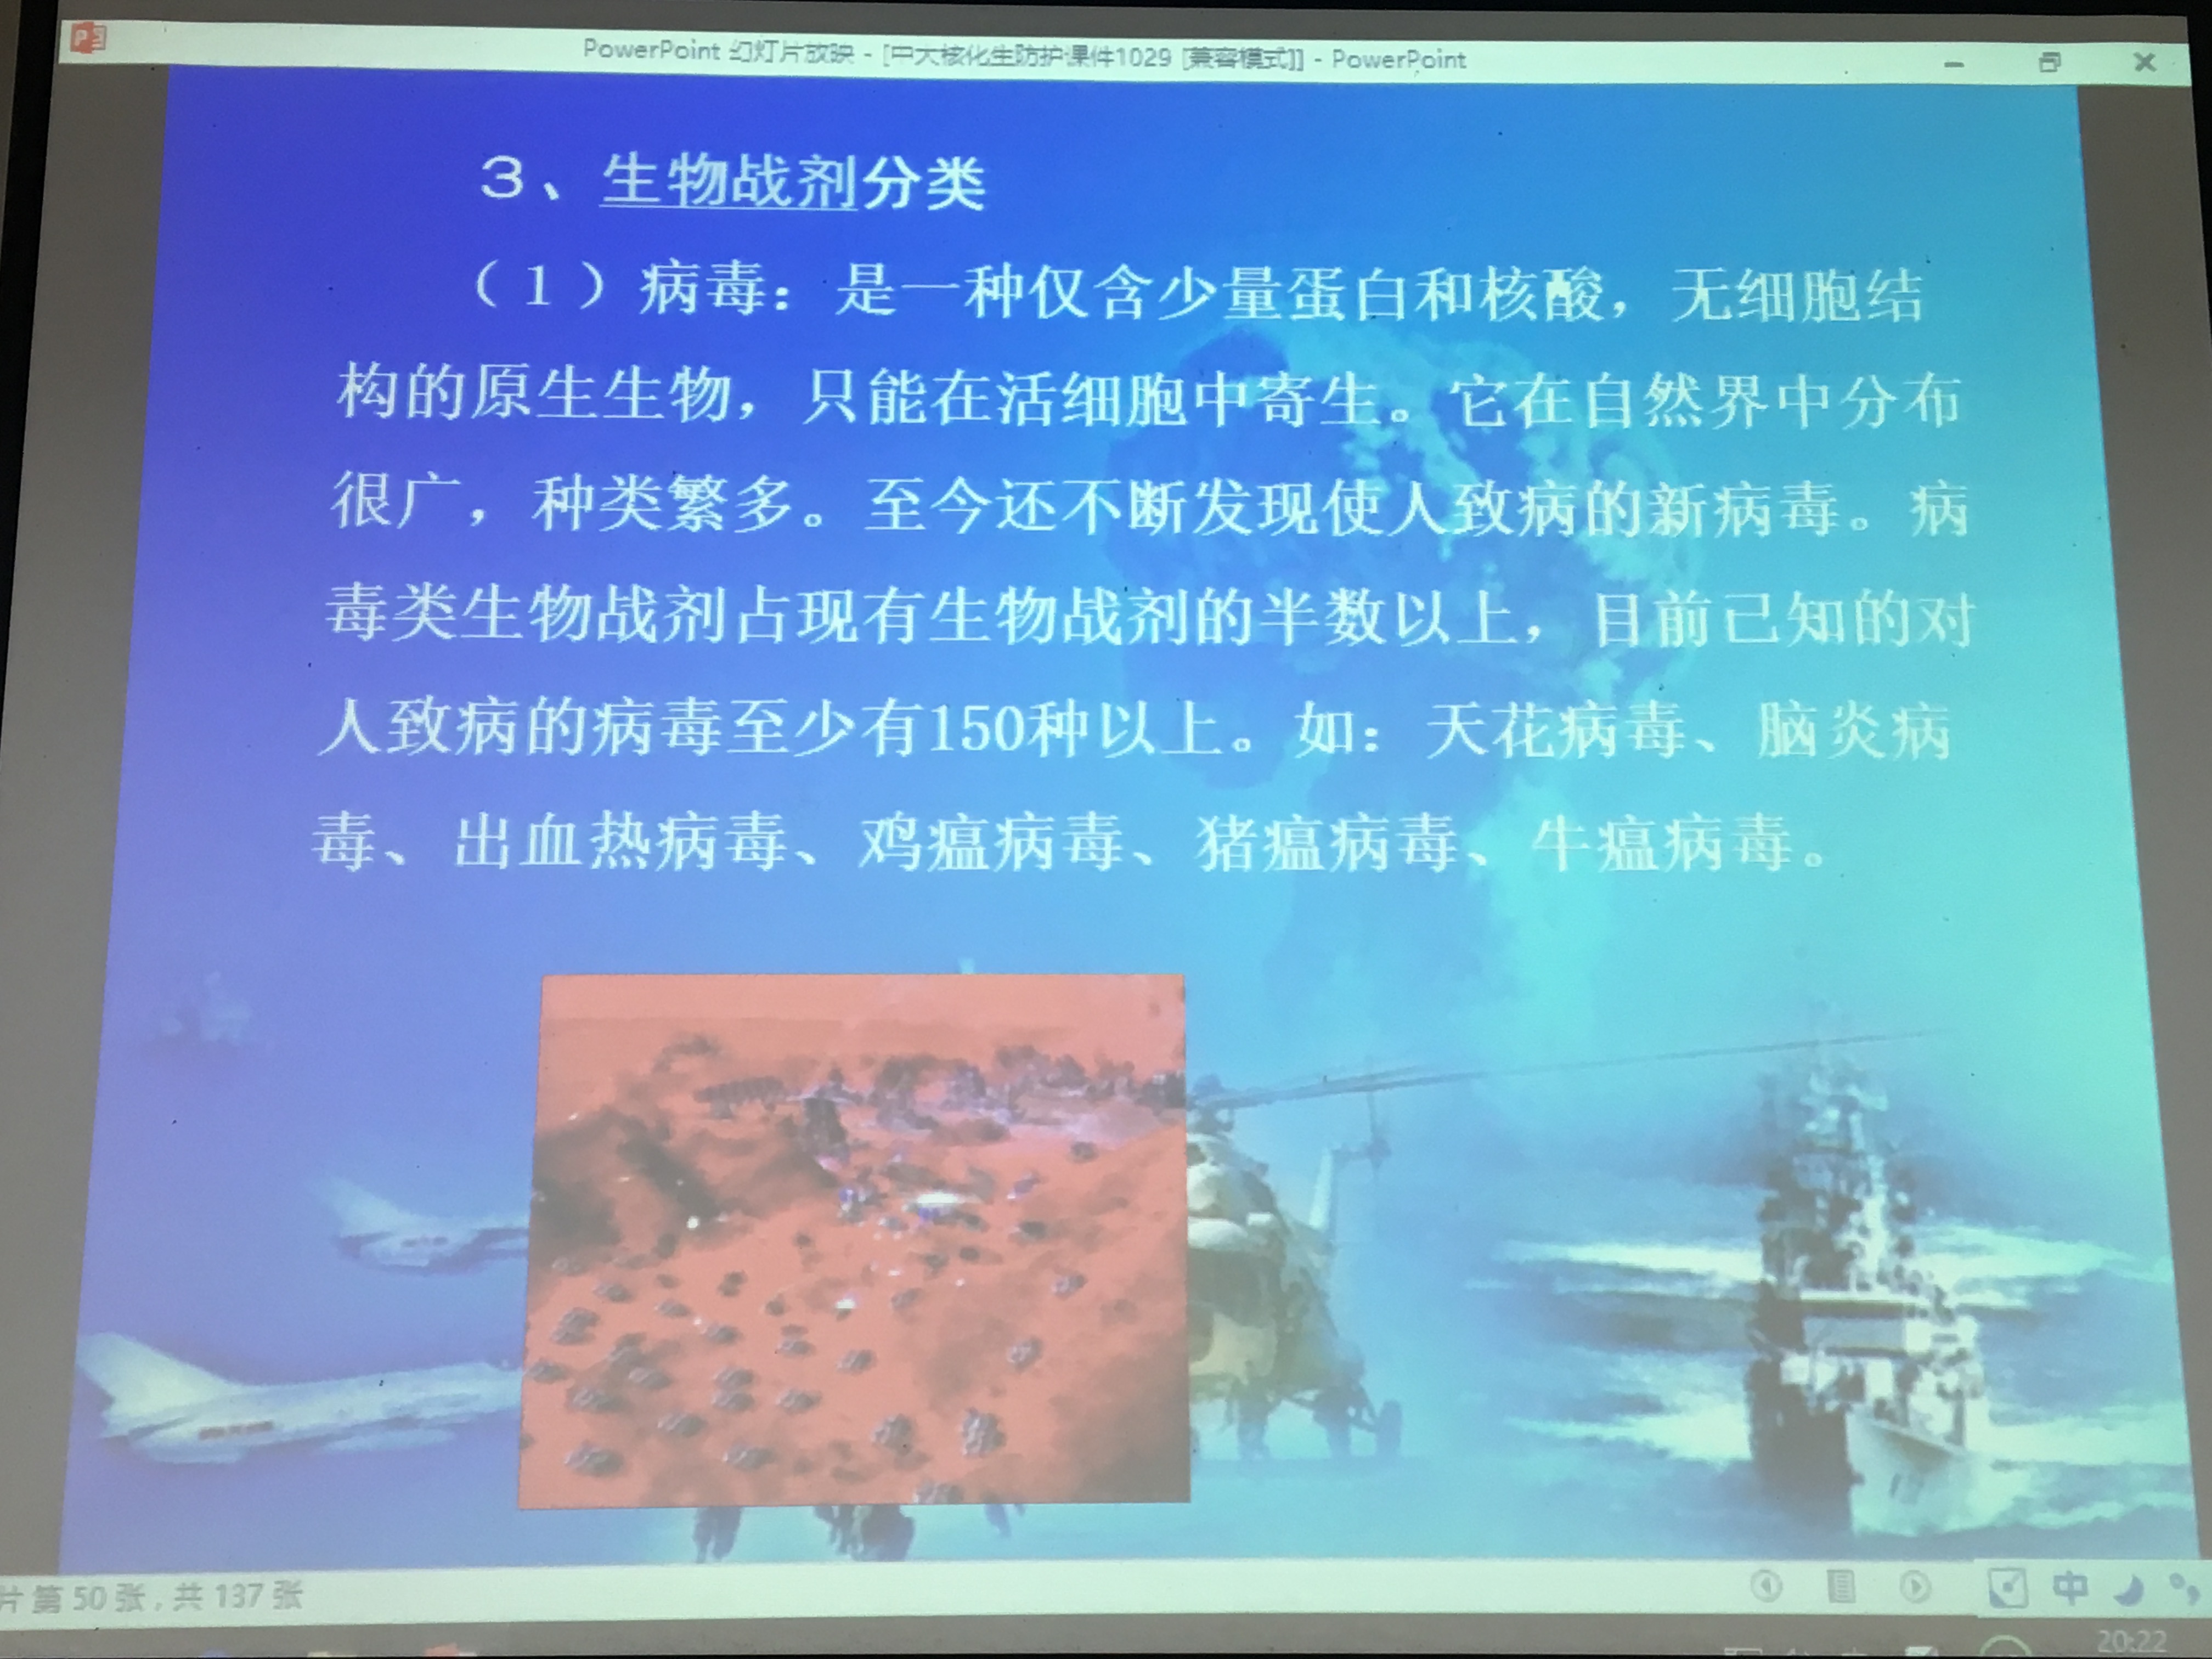 PowerPoint 幻灯片放映 - [中大核化生防护课件1029 [兼容模式]] - PowerPoint
3、生物战剂分类
（1）病毒：是一种仅含少量蛋白和核酸，无细胞结
构的原生生物，只能在活细胞中寄生。它在自然界中分布
很广，种类繁多。至今还不断发现使人致病的新病毒。病
毒类生物战剂占现有生物战剂的半数以上，目前已知的对
人致病的病毒至少有150种以上。如：天花病毒、脑炎病
毒、出血热病毒、鸡瘟病毒、猪瘟病毒、牛瘟病毒。
片 第 50 张，共 137 张
中
20:22